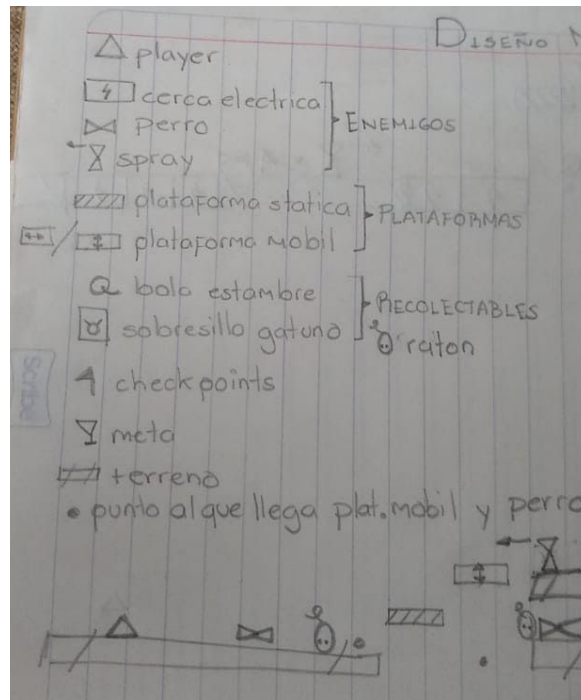 DISEÑO
player
cerca electrica
perro
ENEMIGOS
spray
plataforma statica
PLATAFORMAS
plataforma mobil
bola estambre
RECOLECTABLES
sobresillo gatuno
raton
checkpoints
meta
terreno
• punto al que llega plat. mobil y perro
Scribe